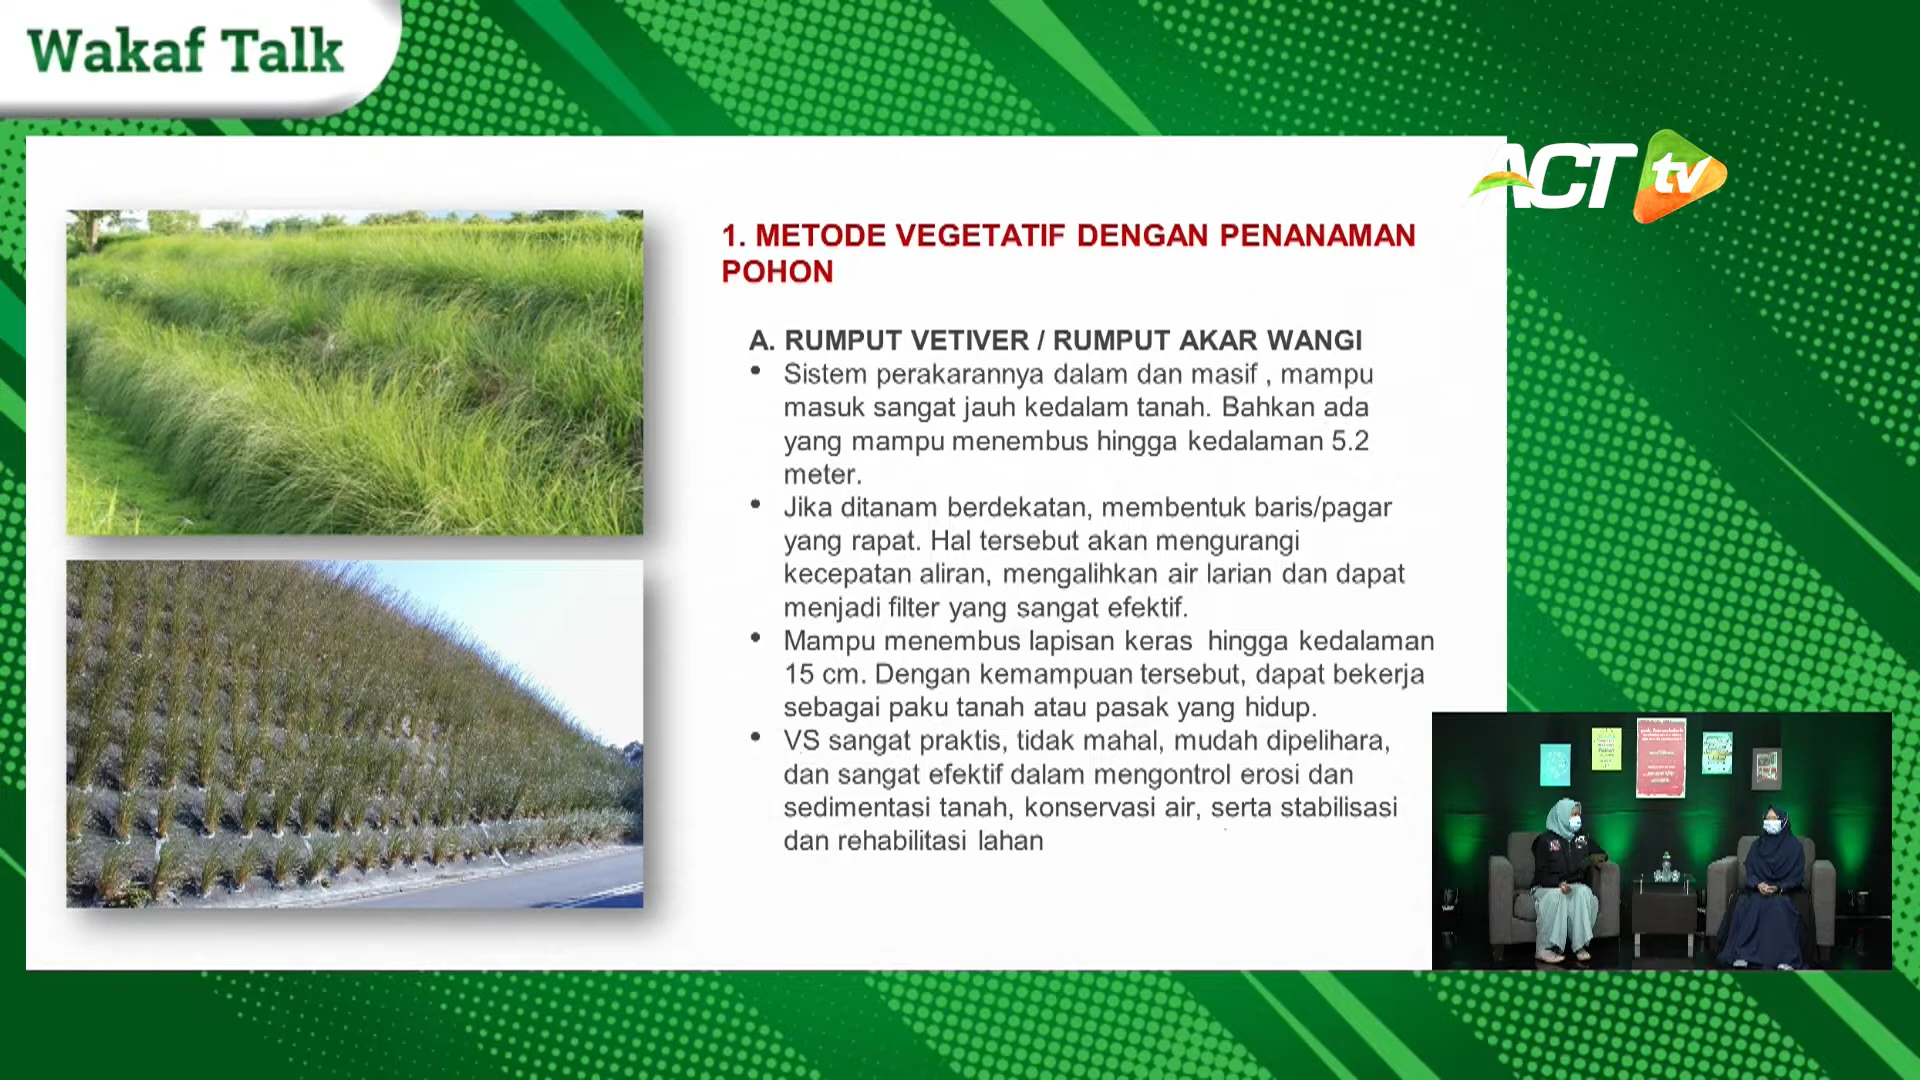 Wakaf Talk
ACT tv
1. METODE VEGETATIF DENGAN PENANAMAN
POHON
A. RUMPUT VETIVER / RUMPUT AKAR WANGI
• Sistem perakarannya dalam dan masif , mampu
masuk sangat jauh kedalam tanah. Bahkan ada
yang mampu menembus hingga kedalaman 5.2
meter.
• Jika ditanam berdekatan, membentuk baris/pagar
yang rapat. Hal tersebut akan mengurangi
kecepatan aliran, mengalihkan air larian dan dapat
menjadi filter yang sangat efektif.
• Mampu menembus lapisan keras hingga kedalaman
15 cm. Dengan kemampuan tersebut, dapat bekerja
sebagai paku tanah atau pasak yang hidup.
• VS sangat praktis, tidak mahal, mudah dipelihara,
dan sangat efektif dalam mengontrol erosi dan
sedimentasi tanah, konservasi air, serta stabilisasi
dan rehabilitasi lahan